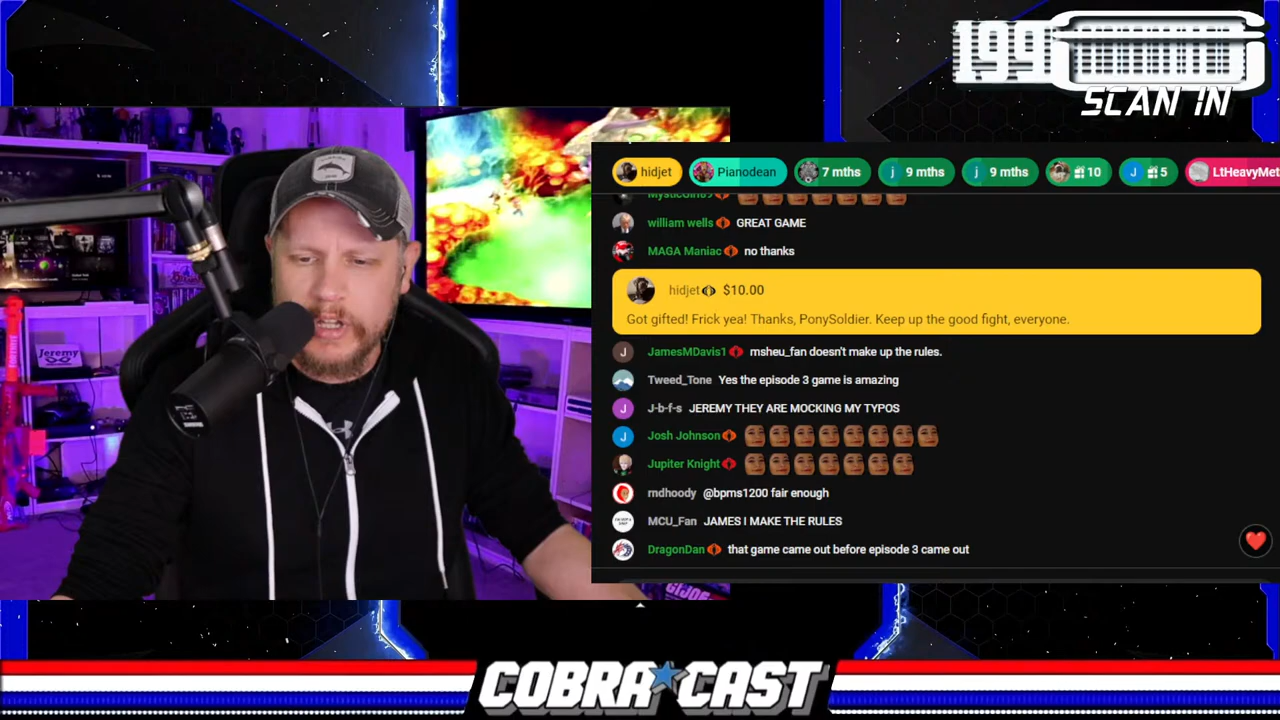 199
SCAN IN
hidjet
Pianodean
7 mths
9 mths
9 mths
10
5
LtHeavyMet
william wells GREAT GAME
MAGA Maniac no thanks
hidjet $10.00
Got gifted! Frick yea! Thanks, PonySoldier. Keep up the good fight, everyone.
JamesMDavis1 msheu_fan doesn't make up the rules.
Tweed_Tone Yes the episode 3 game is amazing
J-b-f-s JEREMY THEY ARE MOCKING MY TYPOS
Josh Johnson
Jupiter Knight
mdhoody @bpms1200 fair enough
MCU_Fan JAMES I MAKE THE RULES
DragonDan that game came out before episode 3 came out
Jeremy
GI JOE
COBRA CAST